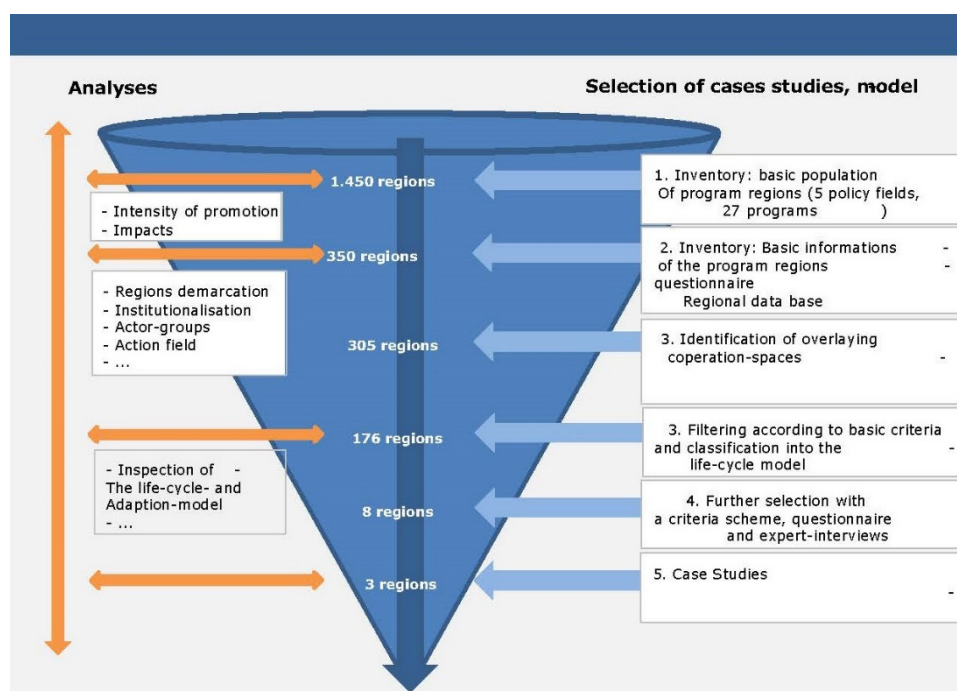 Analyses
Selection of cases studies, model
1.450 regions
- Intensity of promotion
- Impacts
350 regions
- Regions demarcation
- Institutionalisation
- Actor-groups
- Action field
- ...
305 regions
176 regions
- Inspection of -
The life-cycle- and
Adaption-model
- ...
8 regions
3 regions
1. Inventory: basic population
Of program regions (5 policy fields,
27 programs )
2. Inventory: Basic informations -
of the program regions -
questionnaire
Regional data base
3. Identification of overlaying
coperation-spaces -
3. Filtering according to basic criteria
and classification into the -
life-cycle model
4. Further selection with
a criteria scheme, questionnaire
and expert-interviews
5. Case Studies
-